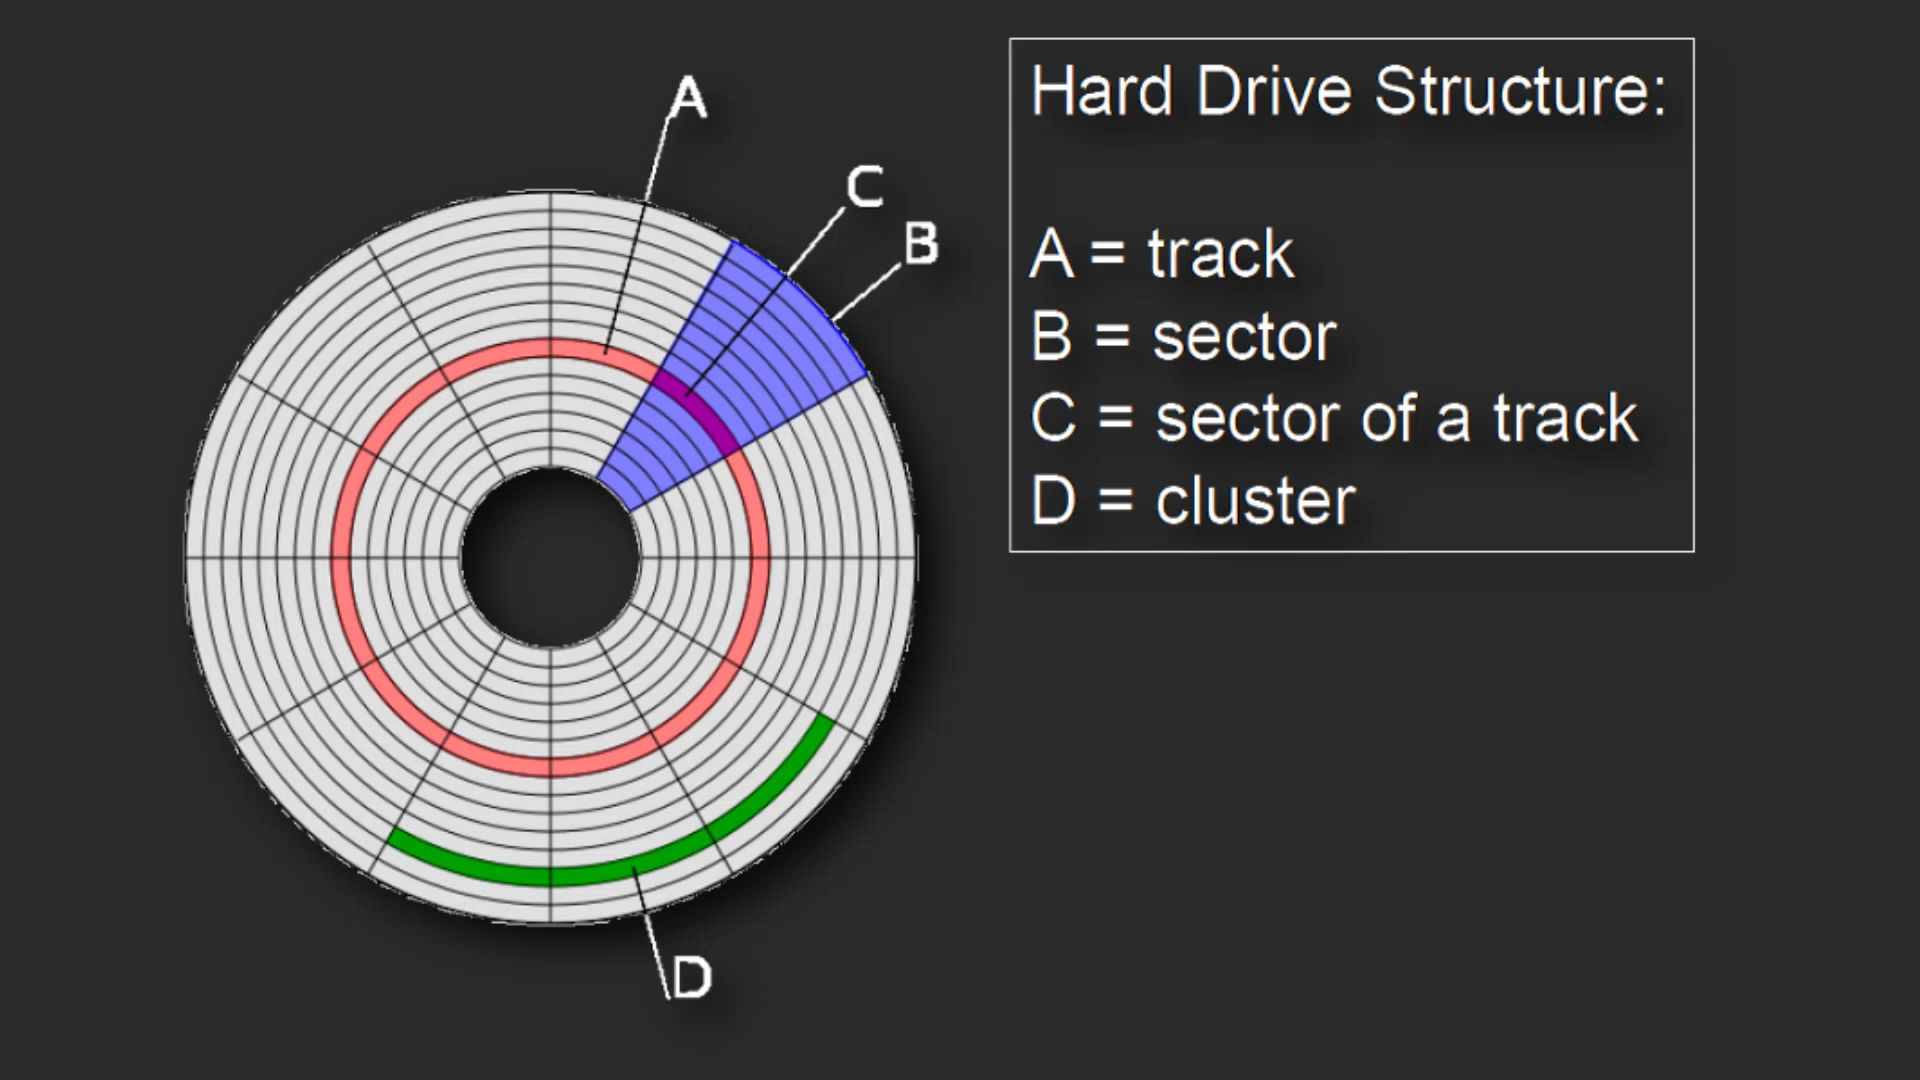 A
C
B
D
Hard Drive Structure:
A = track
B = sector
C = sector of a track
D = cluster